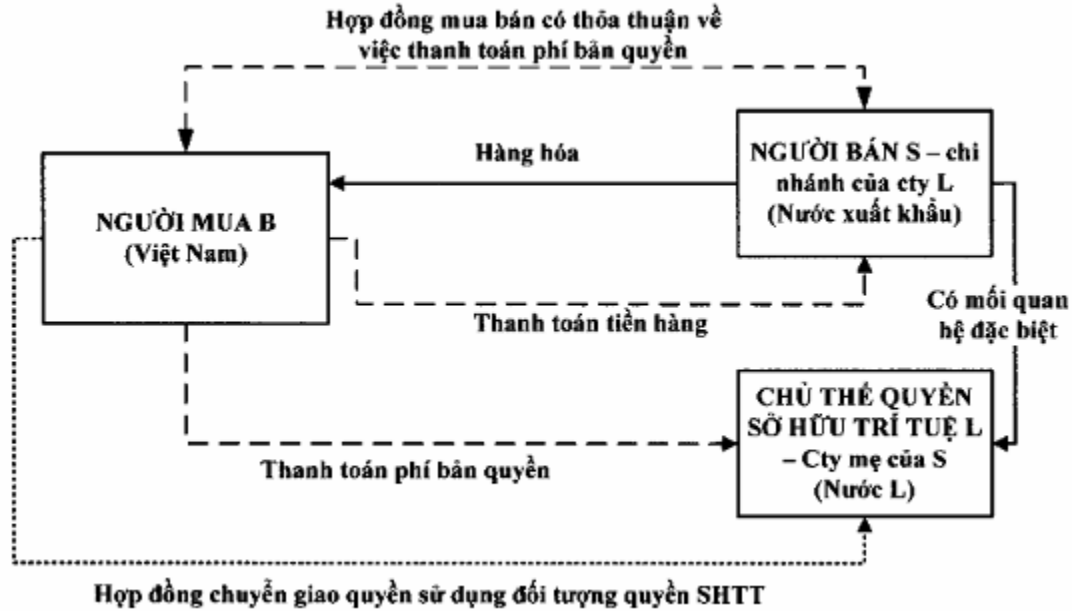 Hợp đồng mua bán có thỏa thuận về
việc thanh toán phí bản quyền
Hàng hóa
NGƯỜI BÁN S – chi
nhánh của cty L
(Nước xuất khẩu)
NGƯỜI MUA B
(Việt Nam)
Thanh toán tiền hàng
Có mối quan
hệ đặc biệt
CHỦ THỂ QUYỀN
SỞ HỮU TRÍ TUỆ L
– Cty mẹ của S
(Nước L)
Thanh toán phí bản quyền
Hợp đồng chuyển giao quyền sử dụng đối tượng quyền SHTT